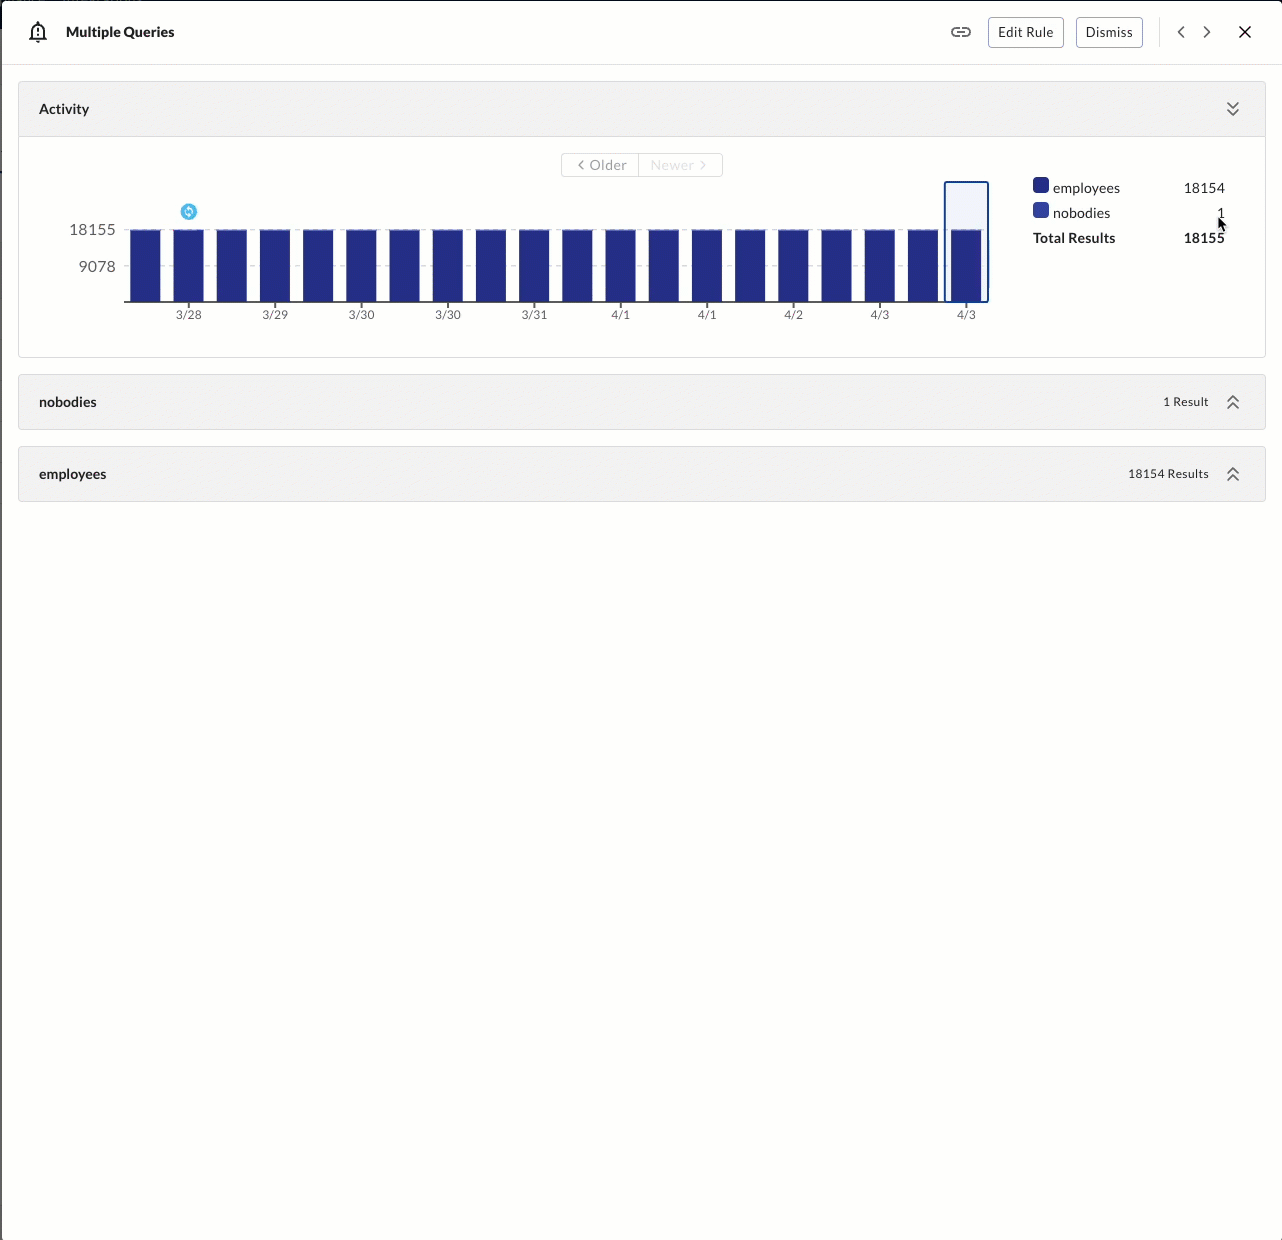 Multiple Queries
Edit Rule
Dismiss
Activity
Older
Newer
18155
9078
3/28
3/29
3/30
3/30
3/31
4/1
4/1
4/2
4/3
4/3
employees 18154
nobodies 1
Total Results 18155
nobodies
1 Result
employees
18154 Results